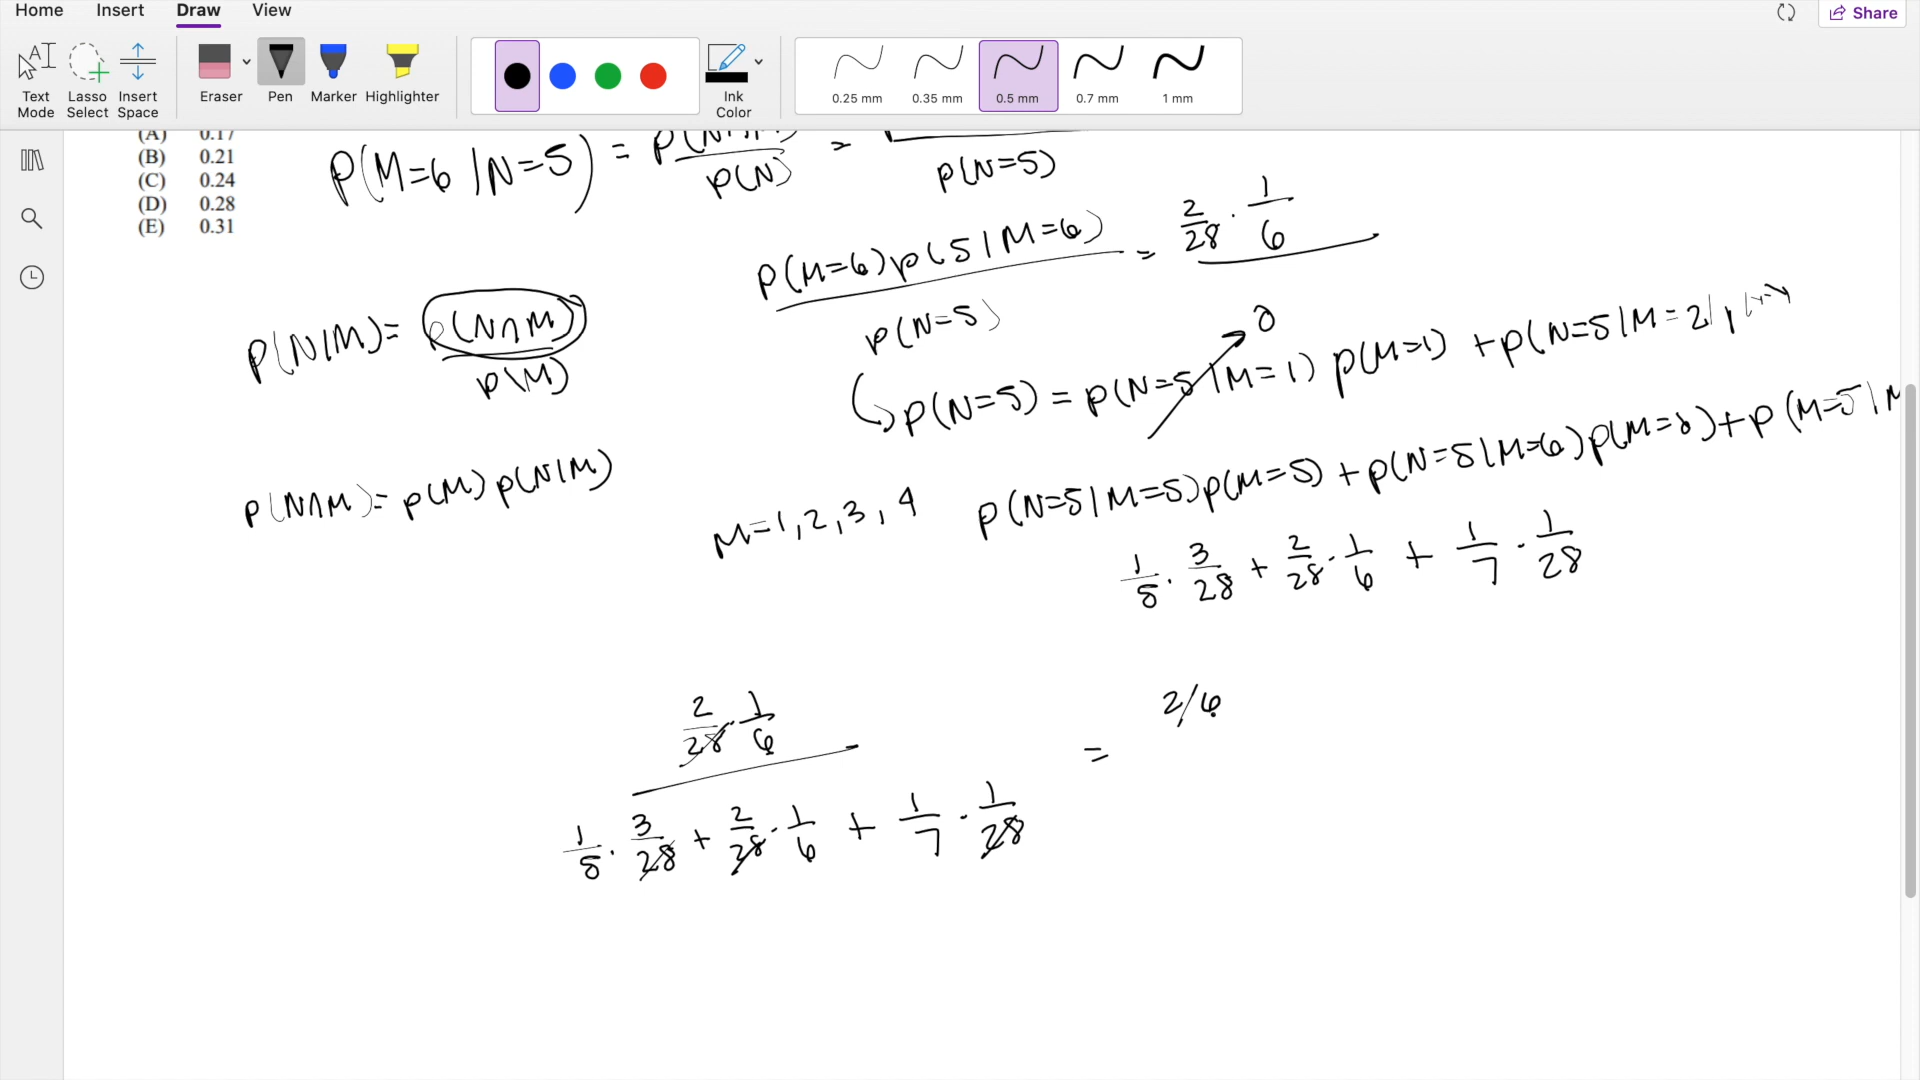 Home Insert Draw View Share
Text Mode Lasso Select Insert Space Eraser Pen Marker Highlighter Ink Color 0.25 mm 0.35 mm 0.5 mm 0.7 mm 1 mm
(A) 0.17
(B) 0.21
(C) 0.24
(D) 0.28
(E) 0.31
P(M=6 | N=5) = P(N∩M) / P(N) =
P(N=5)
P(M=6) P(5 | M=6) / P(N=5) = 2/28 · 1/6
P(N|M) = P(N∩M) / P(M)
P(N=5) = P(N=5 | M=1) P(M=1) + P(N=5 | M=2)
0
P(N∩M) = P(M) P(N|M)
M=1,2,3,4
P(N=5 | M=5) P(M=5) + P(N=5 | M=6) P(M=6) + P(M=5 | M
1/5 · 3/28 + 2/28 · 1/6 + 1/7 · 1/28
2/28 · 1/6
= 2/6
1/5 · 3/28 + 2/28 · 1/6 + 1/7 · 1/28